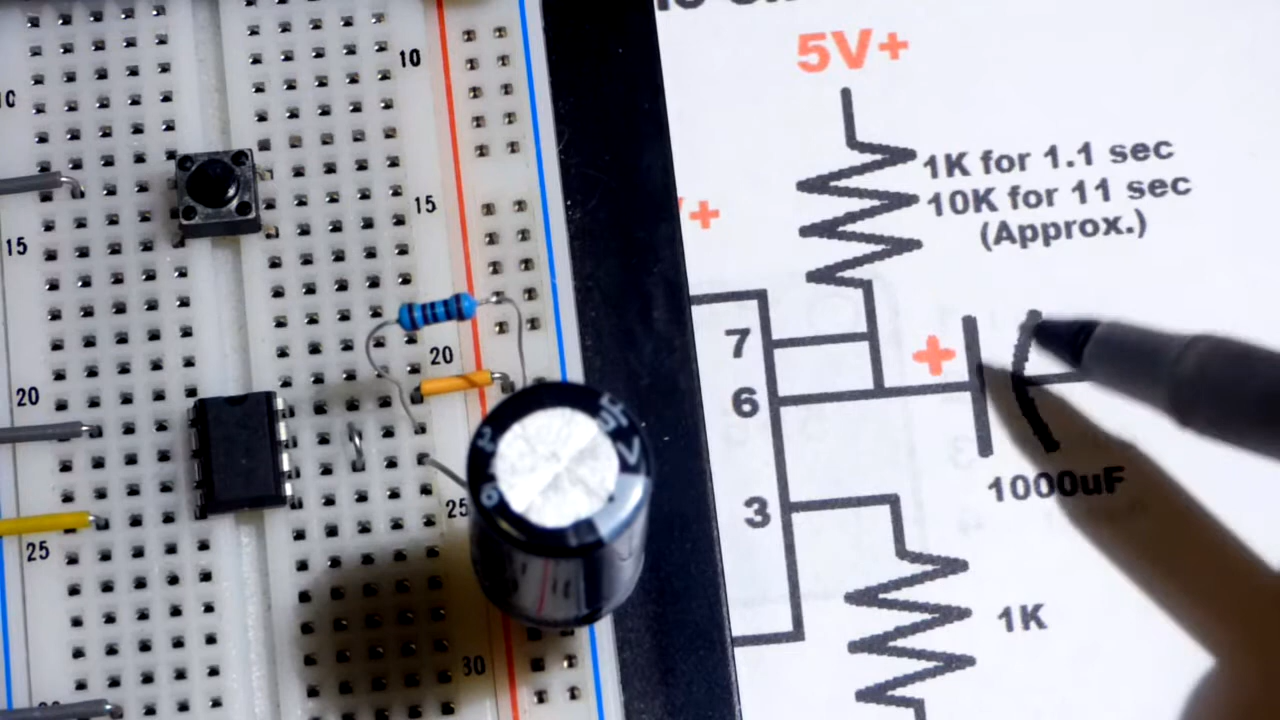 10
15
20
25
30
10
15
20
25
5V+
1K for 1.1 sec
10K for 11 sec
(Approx.)
+
7
+
6
1000uF
3
1K